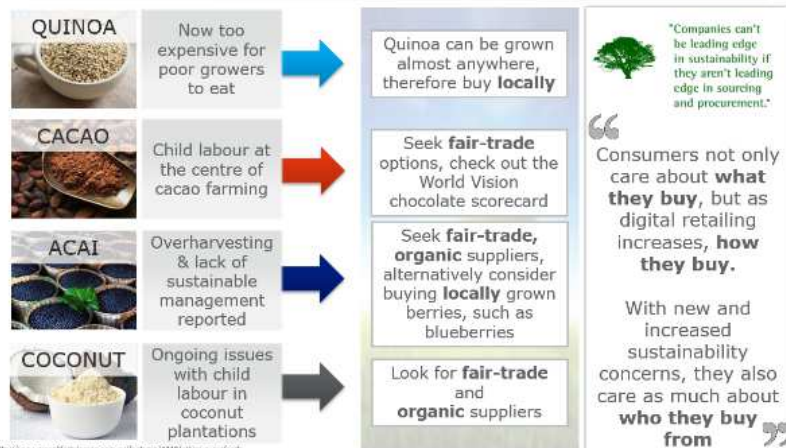 QUINOA
Now too
expensive for
poor growers
to eat
Quinoa can be grown
almost anywhere,
therefore buy locally
CACAO
Child labour at
the centre of
cacao farming
Seek fair-trade
options, check out the
World Vision
chocolate scorecard
ACAI
Overharvesting
& lack of
sustainable
management
reported
Seek fair-trade,
organic suppliers,
alternatively consider
buying locally grown
berries, such as
blueberries
COCONUT
Ongoing issues
with child
labour in
coconut
plantations
Look for fair-trade
and
organic suppliers
"Companies can't
be leading edge
in sustainability if
they aren't leading
edge in sourcing
and procurement."
“
Consumers not only
care about what
they buy, but as
digital retailing
increases, how
they buy.
With new and
increased
sustainability
concerns, they also
care as much about
who they buy
from ”